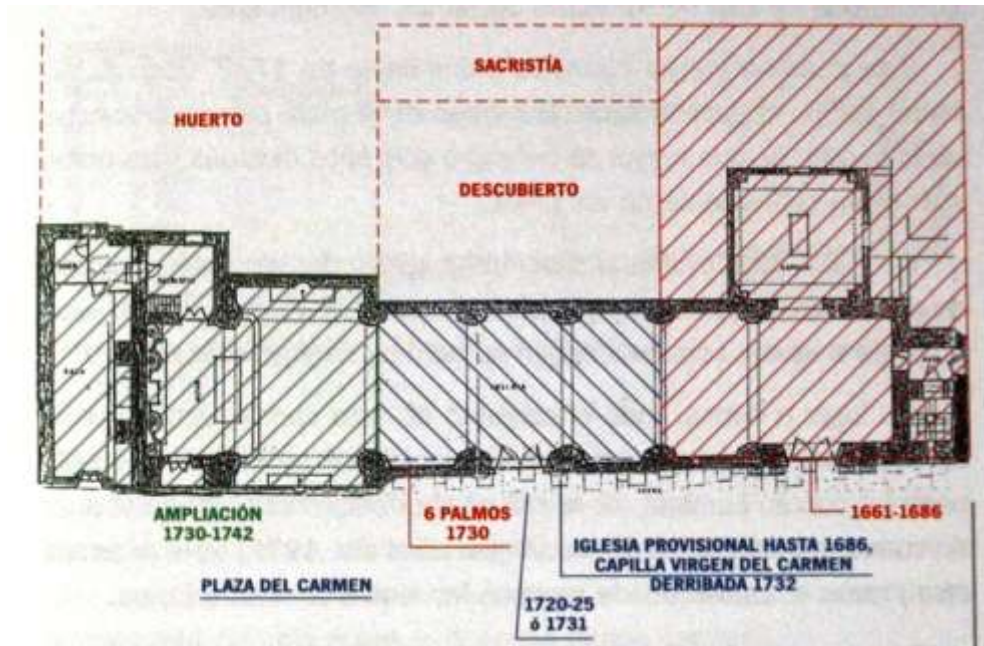 SACRISTÍA
HUERTO
DESCUBIERTO
AMPLIACIÓN
1730-1742
6 PALMOS
1730
1661-1686
IGLESIA PROVISIONAL HASTA 1686,
CAPILLA VIRGEN DEL CARMEN
DERRIBADA 1732
PLAZA DEL CARMEN
1720-25
ó 1731